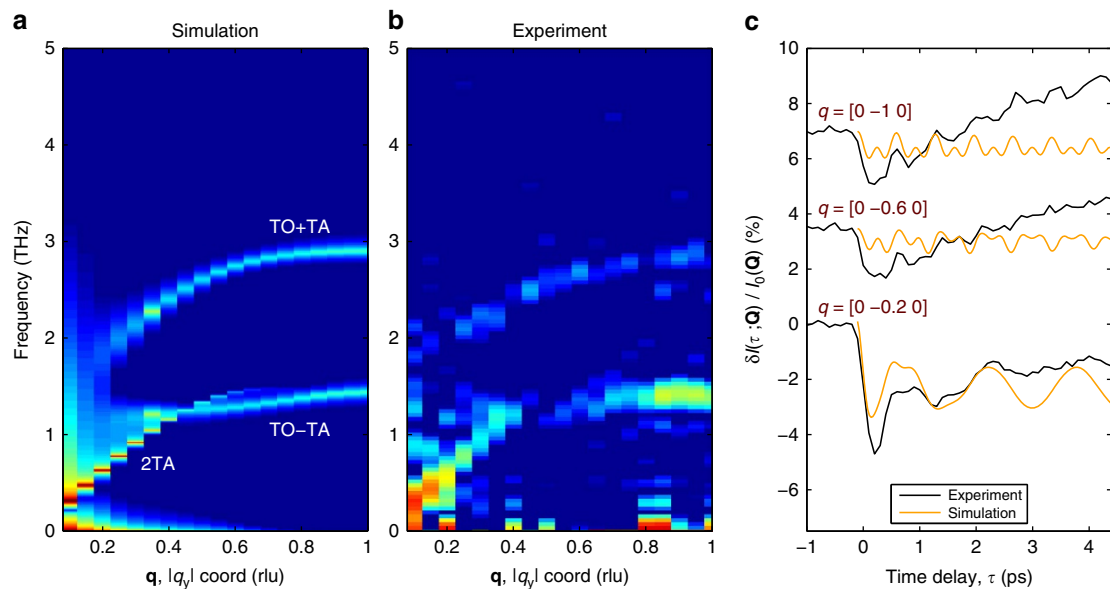 a
Simulation
5
4
3
2
1
0
Frequency (THz)
TO+TA
TO–TA
2TA
0.2 0.4 0.6 0.8 1
q, |qy| coord (rlu)
b
Experiment
5
4
3
2
1
0
0.2 0.4 0.6 0.8 1
q, |qy| coord (rlu)
c
10
8
6
4
2
0
−2
−4
−6
δI(τ ;Q) / I0(Q) (%)
q = [0 −1 0]
q = [0 −0.6 0]
q = [0 −0.2 0]
Experiment
Simulation
−1 0 1 2 3 4
Time delay, τ (ps)